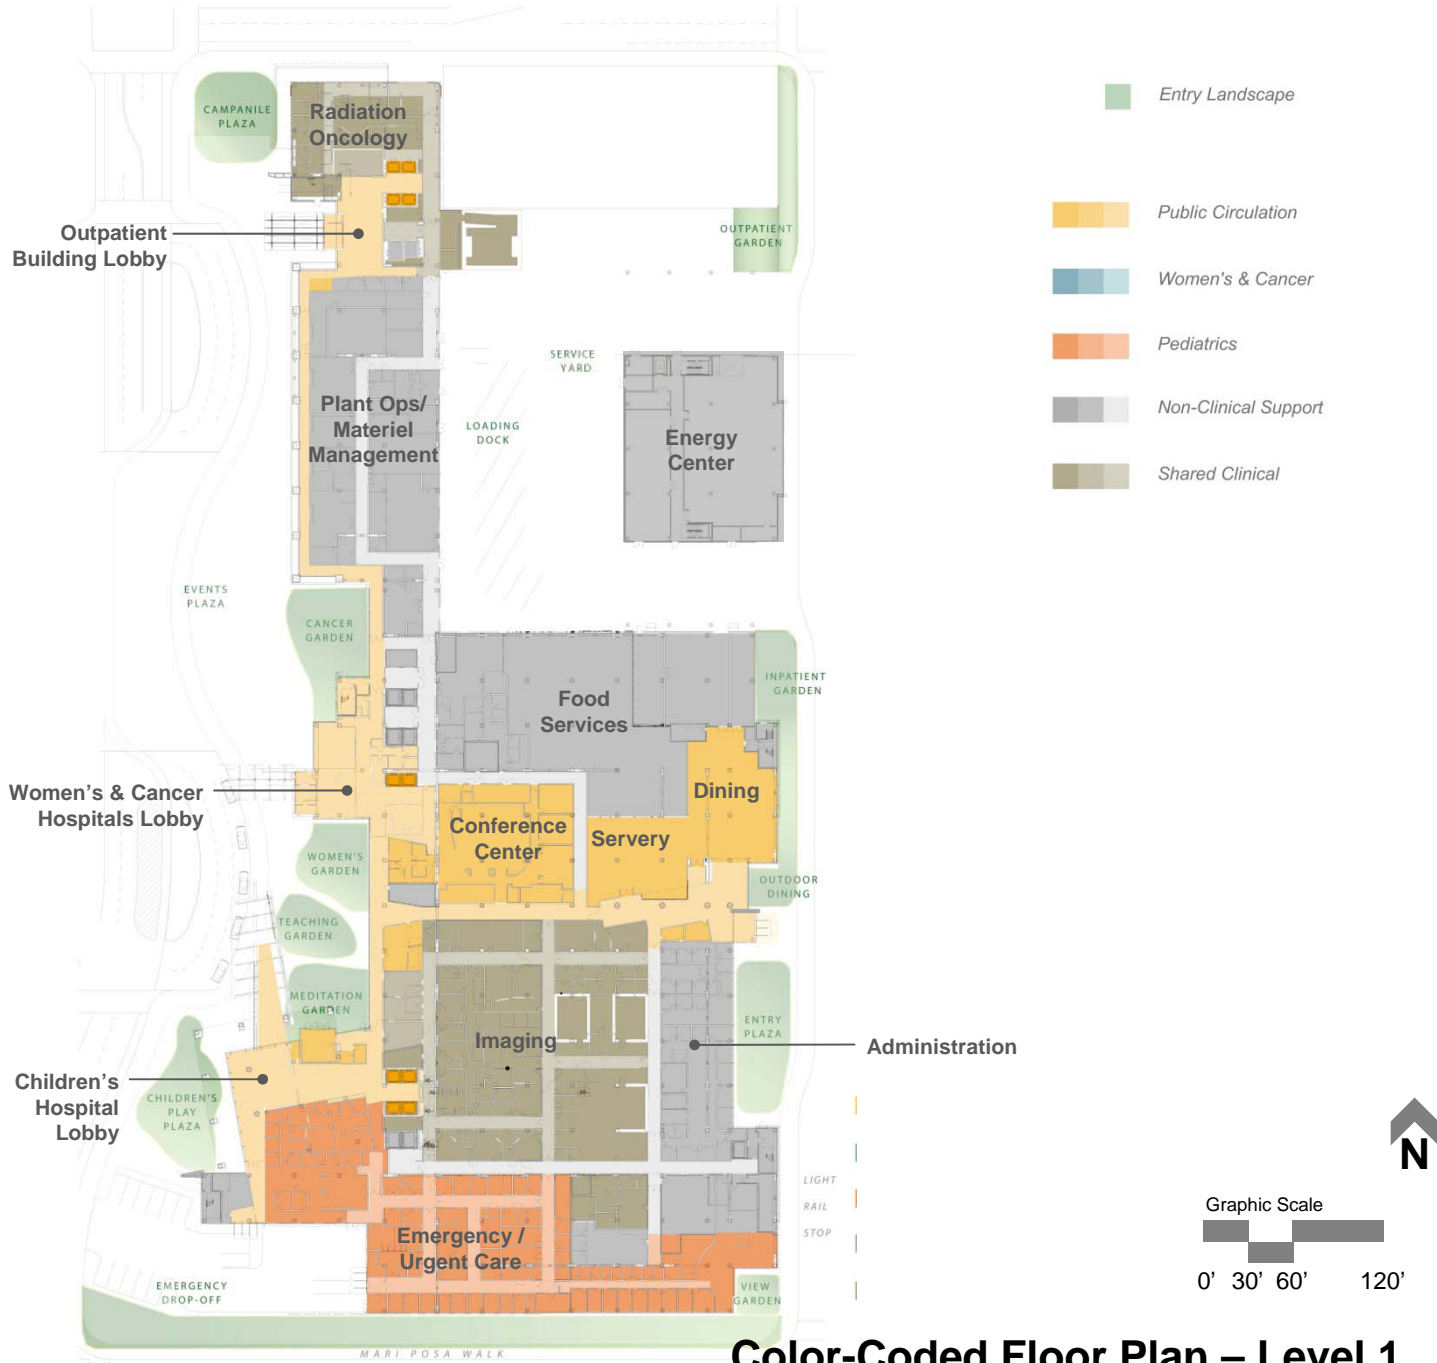 CAMPANILE
PLAZA
Radiation
Oncology
Outpatient
Building Lobby
OUTPATIENT
GARDEN
SERVICE
YARD
Plant Ops/
Materiel
Management
LOADING
DOCK
Energy
Center
EVENTS
PLAZA
CANCER
GARDEN
Food
Services
INPATIENT
GARDEN
Women's & Cancer
Hospitals Lobby
Dining
Conference
Center
Servery
WOMEN'S
GARDEN
OUTDOOR
DINING
TEACHING
GARDEN
MEDITATION
GARDEN
Imaging
ENTRY
PLAZA
Administration
Children's
Hospital
Lobby
CHILDREN'S
PLAY
PLAZA
LIGHT
RAIL
STOP
Emergency /
Urgent Care
EMERGENCY
DROP-OFF
VIEW
GARDEN
MARI POSA WALK
Entry Landscape
Public Circulation
Women's & Cancer
Pediatrics
Non-Clinical Support
Shared Clinical
N
Graphic Scale
0' 30' 60' 120'
Color-Coded Floor Plan – Level 1